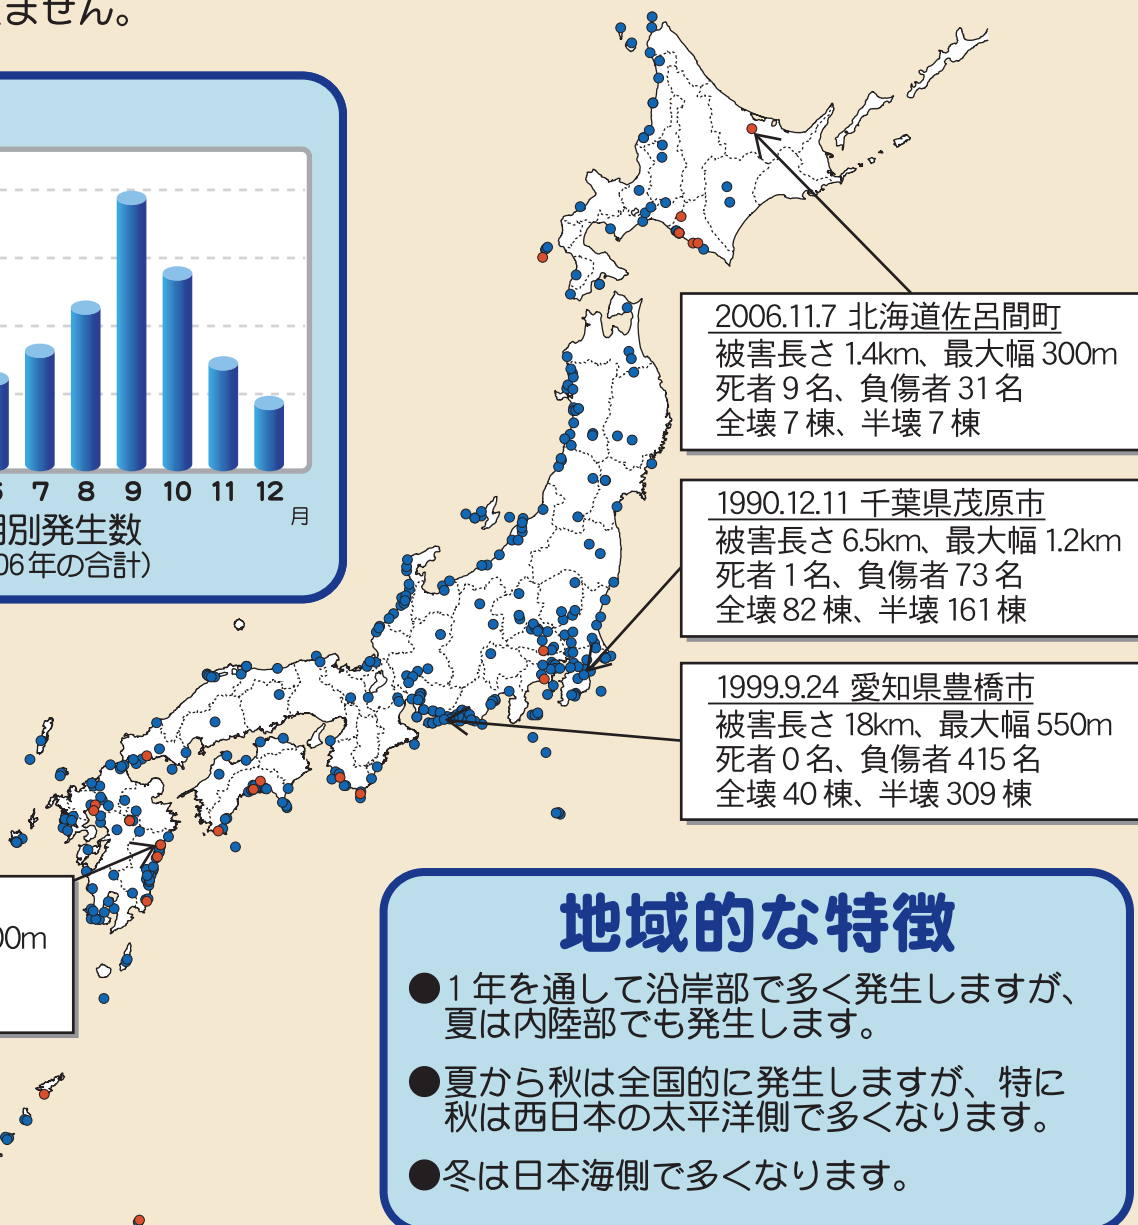 ません。
7 8 9 10 11 12
月
別発生数
06年の合計）
2006.11.7 北海道佐呂間町
被害長さ 1.4km、最大幅 300m
死者 9 名、負傷者 31 名
全壊 7 棟、半壊 7 棟
1990.12.11 千葉県茂原市
被害長さ 6.5km、最大幅 1.2km
死者 1 名、負傷者 73 名
全壊 82 棟、半壊 161 棟
1999.9.24 愛知県豊橋市
被害長さ 18km、最大幅 550m
死者 0 名、負傷者 415 名
全壊 40 棟、半壊 309 棟
0m
地域的な特徴
●1 年を通して沿岸部で多く発生しますが、
夏は内陸部でも発生します。
●夏から秋は全国的に発生しますが、特に
秋は西日本の太平洋側で多くなります。
●冬は日本海側で多くなります。